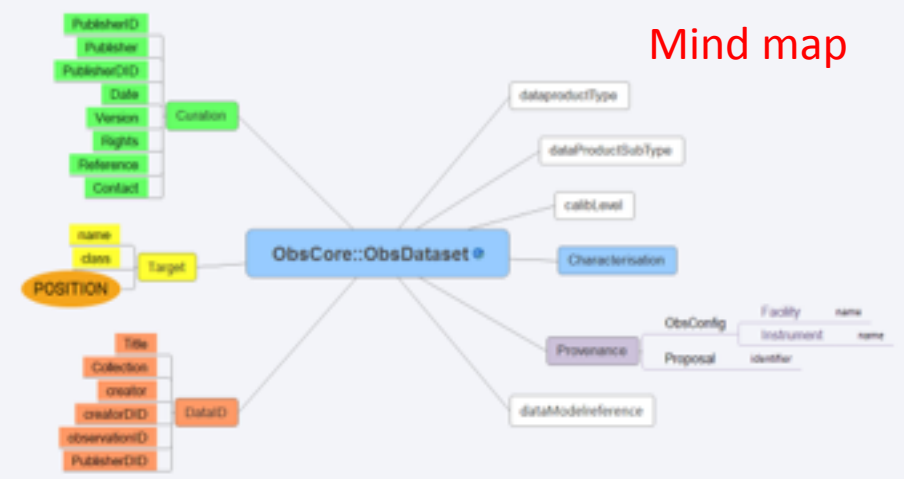 Mind map
PublisherID
Publisher
PublisherDID
Date
Version
Rights
Reference
Contact
Curation
name
class
POSITION
Target
Title
Collection
creator
creatorDID
observationID
PublisherDID
DataID
ObsCore::ObsDataset
dataproductType
dataProductSubType
calibLevel
Characterisation
Provenance
ObsConfig
Facility name
Instrument name
Proposal identifier
dataModelreference